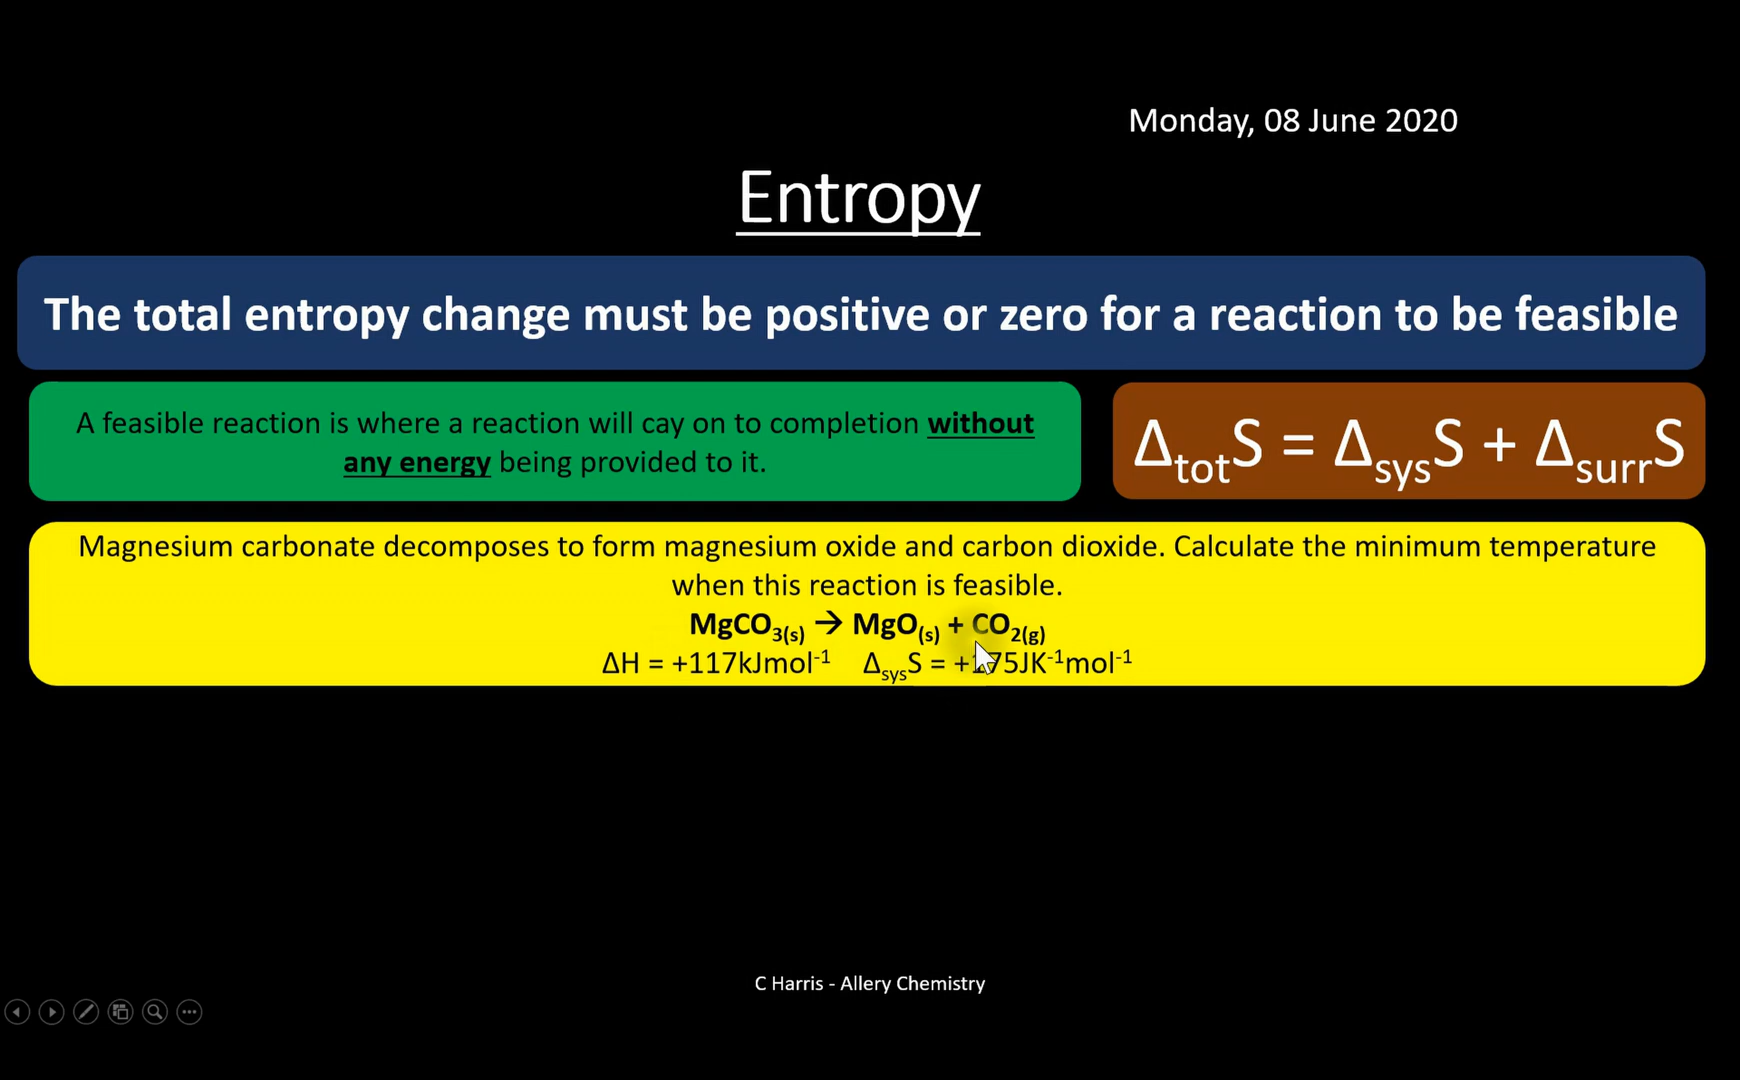 Monday, 08 June 2020
Entropy
The total entropy change must be positive or zero for a reaction to be feasible
A feasible reaction is where a reaction will cay on to completion without
any energy being provided to it.
Δ_totS = Δ_sysS + Δ_surrS
Magnesium carbonate decomposes to form magnesium oxide and carbon dioxide. Calculate the minimum temperature
when this reaction is feasible.
MgCO₃₍s₎ → MgO₍s₎ + CO₂₍g₎
ΔH = +117kJmol⁻¹ Δ_sysS = +175JK⁻¹mol⁻¹
C Harris - Allery Chemistry